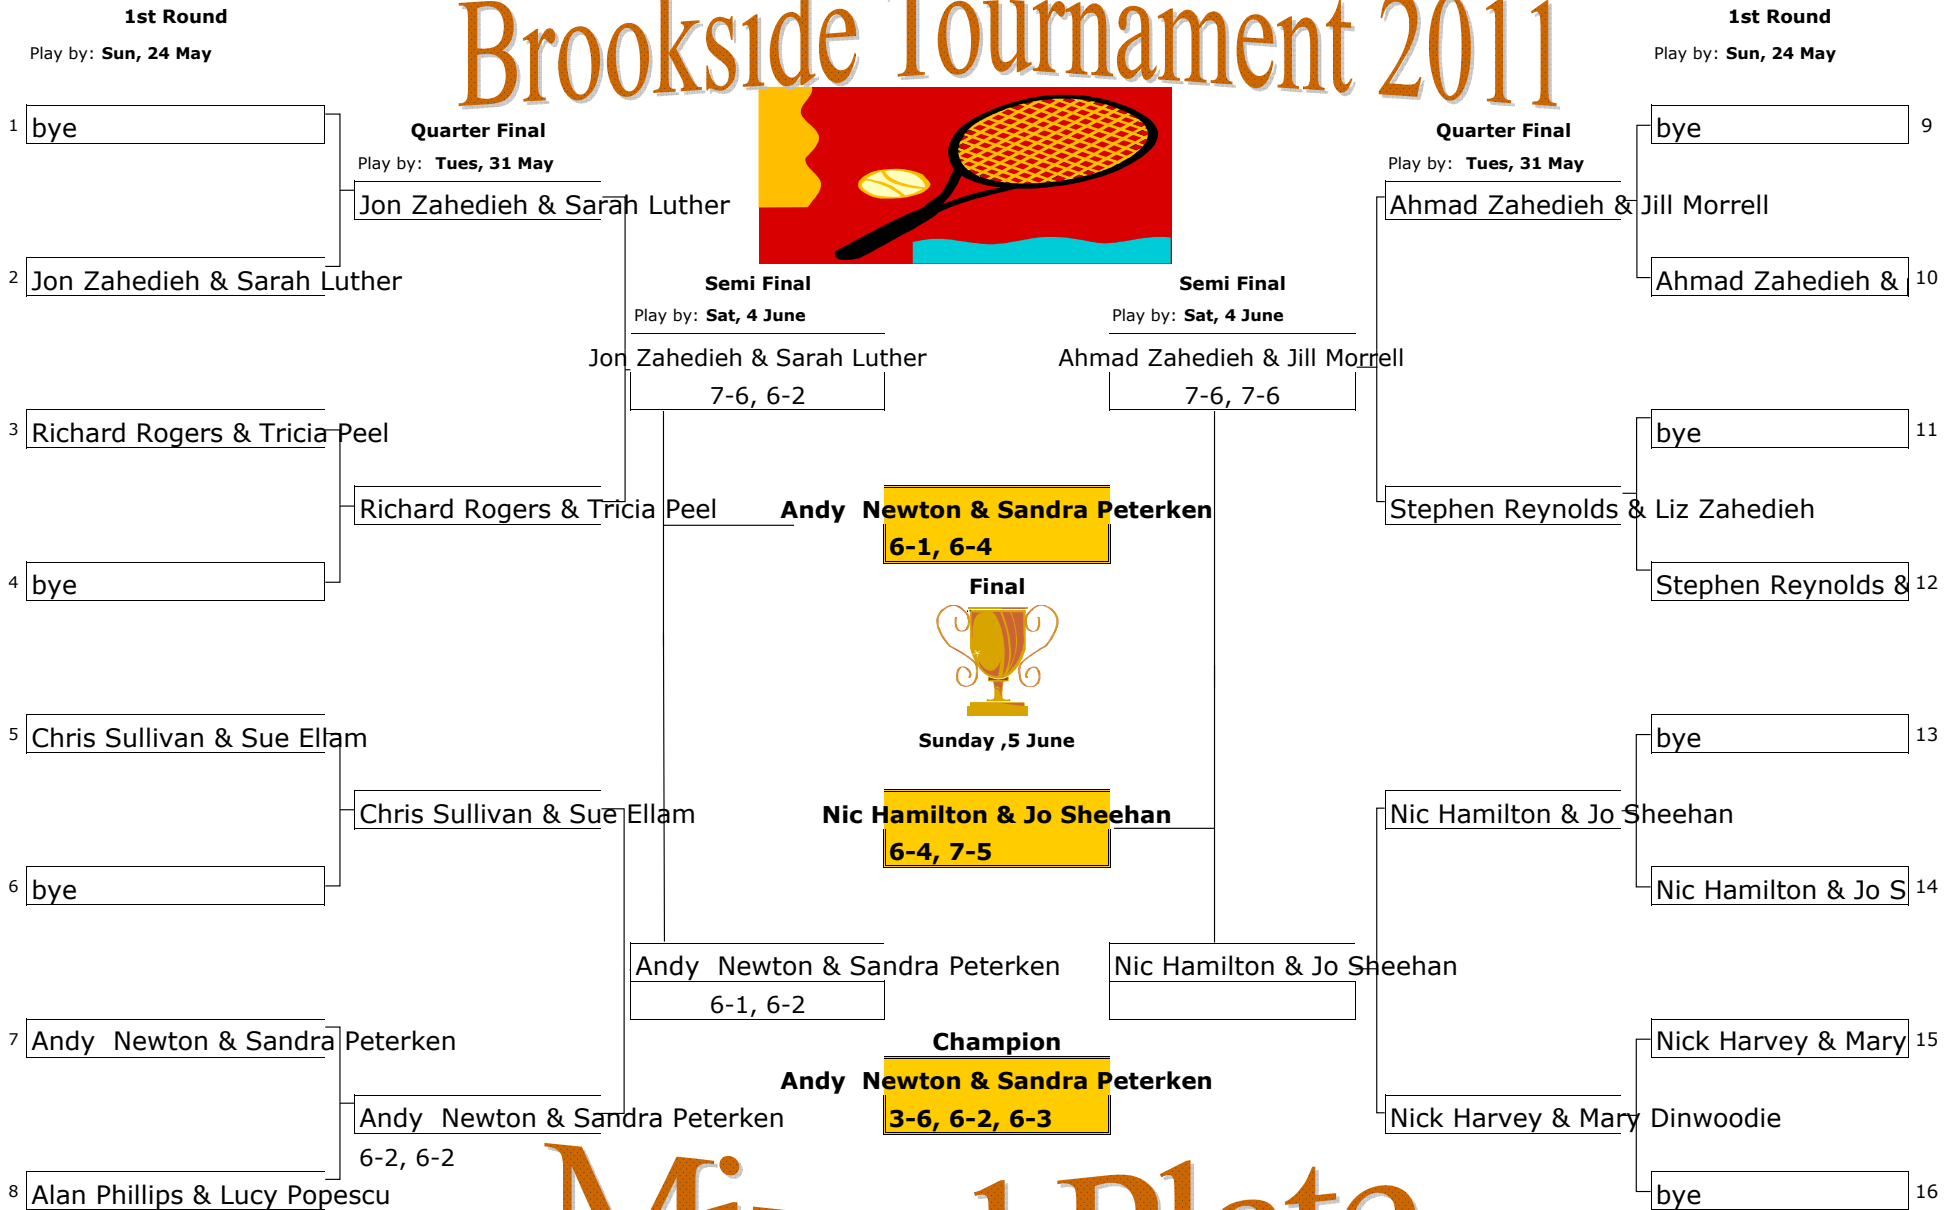 Brookside Tournament 2011
1st Round
Play by: Sun, 24 May
1st Round
Play by: Sun, 24 May
1 bye
Quarter Final
Play by: Tues, 31 May
Jon Zahedieh & Sarah Luther
2 Jon Zahedieh & Sarah Luther
Semi Final
Play by: Sat, 4 June
Jon Zahedieh & Sarah Luther
7-6, 6-2
3 Richard Rogers & Tricia Peel
Richard Rogers & Tricia Peel
4 bye
5 Chris Sullivan & Sue Ellam
Chris Sullivan & Sue Ellam
6 bye
Andy Newton & Sandra Peterken
6-1, 6-2
7 Andy Newton & Sandra Peterken
Andy Newton & Sandra Peterken
6-2, 6-2
8 Alan Phillips & Lucy Popescu
Andy Newton & Sandra Peterken
6-1, 6-4
Final
Sunday ,5 June
Nic Hamilton & Jo Sheehan
6-4, 7-5
Champion
Andy Newton & Sandra Peterken
3-6, 6-2, 6-3
Semi Final
Play by: Sat, 4 June
Ahmad Zahedieh & Jill Morrell
7-6, 7-6
Nic Hamilton & Jo Sheehan
Quarter Final
Play by: Tues, 31 May
Ahmad Zahedieh & Jill Morrell
Stephen Reynolds & Liz Zahedieh
Nic Hamilton & Jo Sheehan
Nick Harvey & Mary Dinwoodie
bye 9
Ahmad Zahedieh & 10
bye 11
Stephen Reynolds & 12
bye 13
Nic Hamilton & Jo S 14
Nick Harvey & Mary 15
bye 16
Mixed Plate